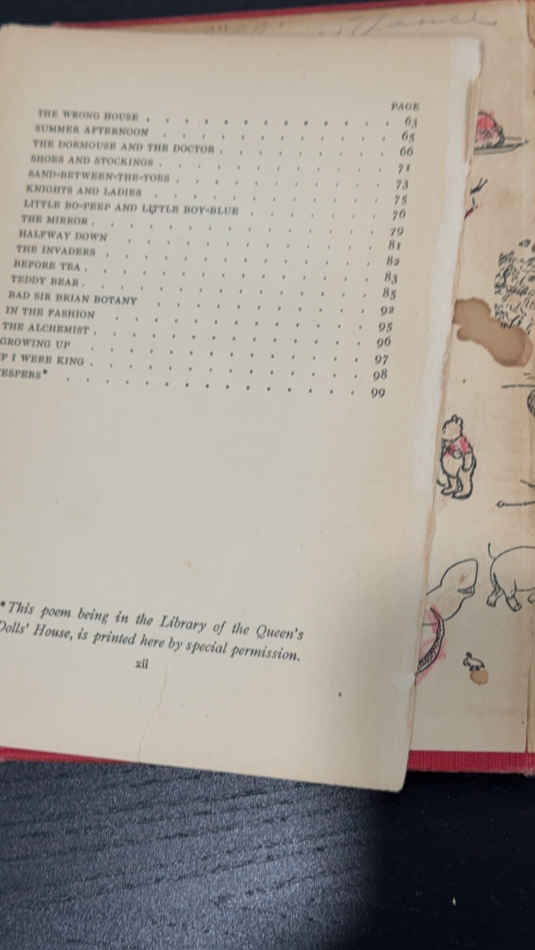 PAGE
THE WRONG HOUSE . . . . . . . . . . . . 63
SUMMER AFTERNOON . . . . . . . . . . . . 65
THE DORMOUSE AND THE DOCTOR . . . . . . . . 66
SHOES AND STOCKINGS . . . . . . . . . . . 71
SAND-BETWEEN-THE-TOES . . . . . . . . . . 73
KNIGHTS AND LADIES . . . . . . . . . . . 75
LITTLE BO-PEEP AND LITTLE BOY-BLUE . . . . . . . 76
THE MIRROR . . . . . . . . . . . . . . 79
HALFWAY DOWN . . . . . . . . . . . . . 81
THE INVADERS . . . . . . . . . . . . . 82
BEFORE TEA . . . . . . . . . . . . . . 83
TEDDY BEAR . . . . . . . . . . . . . . 85
BAD SIR BRIAN BOTANY . . . . . . . . . . . 92
IN THE FASHION . . . . . . . . . . . . . 95
THE ALCHEMIST . . . . . . . . . . . . . 96
GROWING UP . . . . . . . . . . . . . . 97
F I WERE KING . . . . . . . . . . . . . 98
ESPERS* . . . . . . . . . . . . . . . 99
*This poem being in the Library of the Queen's
Dolls' House, is printed here by special permission.
xii